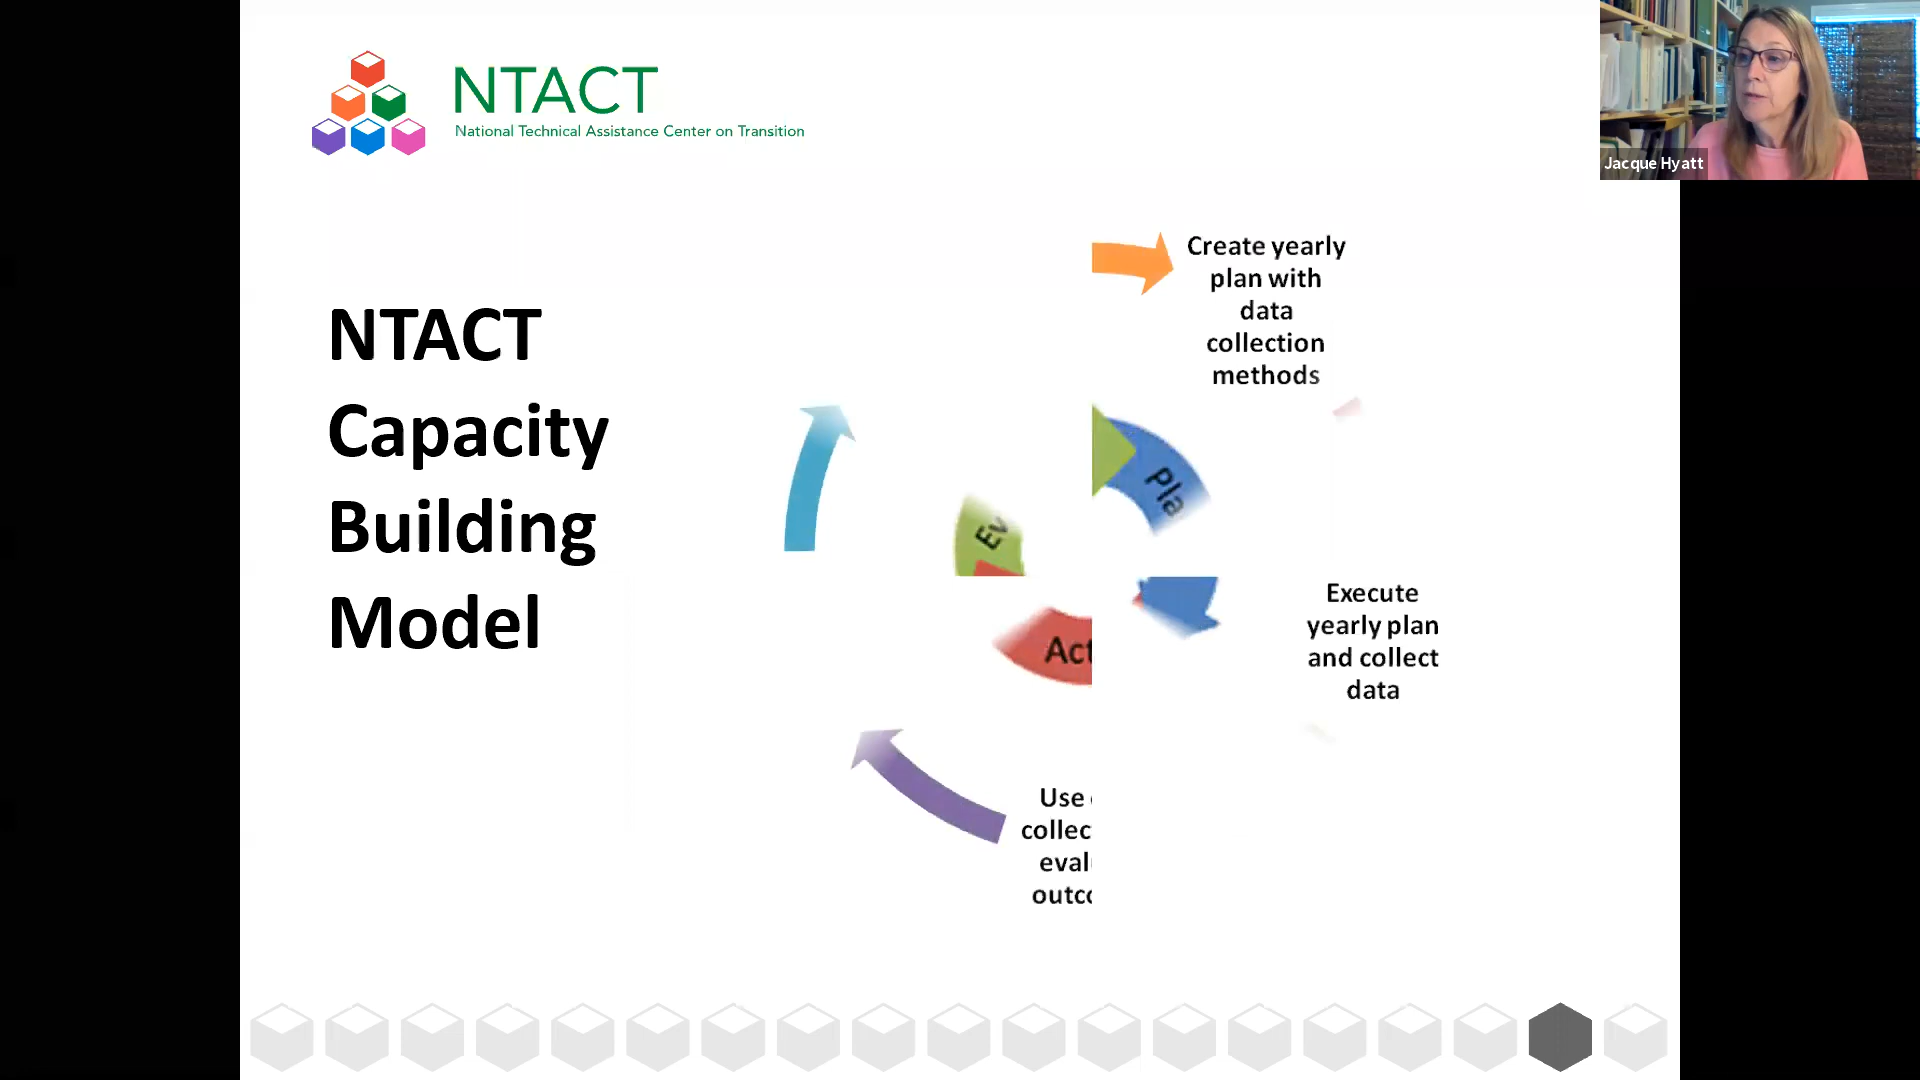 NTACT
National Technical Assistance Center on Transition
Jacque Hyatt
NTACT
Capacity
Building
Model
Create yearly
plan with
data
collection
methods
Pla
Ev
Act
Execute
yearly plan
and collect
data
Use
collec
eval
outco